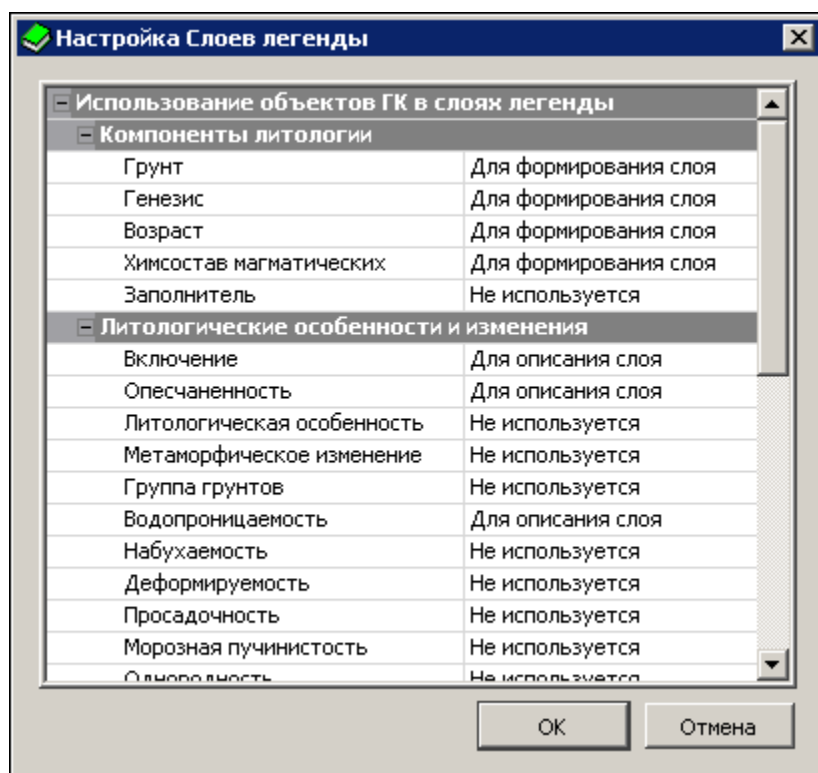 Настройка Слоев легенды
Использование объектов ГК в слоях легенды
Компоненты литологии
Грунт Для формирования слоя
Генезис Для формирования слоя
Возраст Для формирования слоя
Химсостав магматических Для формирования слоя
Заполнитель Не используется
Литологические особенности и изменения
Включение Для описания слоя
Опесчаненность Для описания слоя
Литологическая особенность Не используется
Метаморфическое изменение Не используется
Группа грунтов Не используется
Водопроницаемость Для описания слоя
Набухаемость Не используется
Деформируемость Не используется
Просадочность Не используется
Морозная пучинистость Не используется
Однородность Не используется
OK Отмена